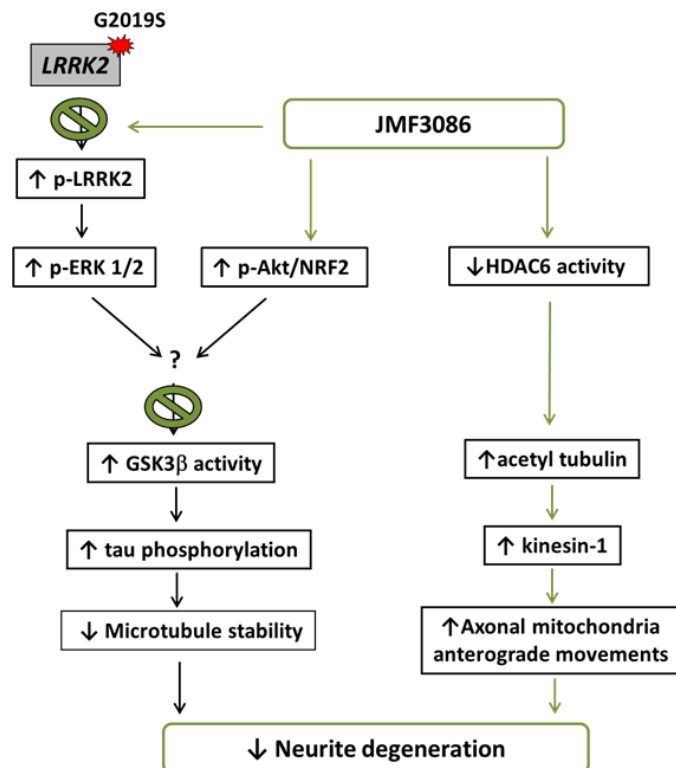 G2019S
LRRK2
JMF3086
↑ p-LRRK2
↑ p-ERK 1/2
↑ p-Akt/NRF2
↓HDAC6 activity
?
↑ GSK3β activity
↑acetyl tubulin
↑ tau phosphorylation
↑ kinesin-1
↓ Microtubule stability
↑Axonal mitochondria
anterograde movements
↓ Neurite degeneration